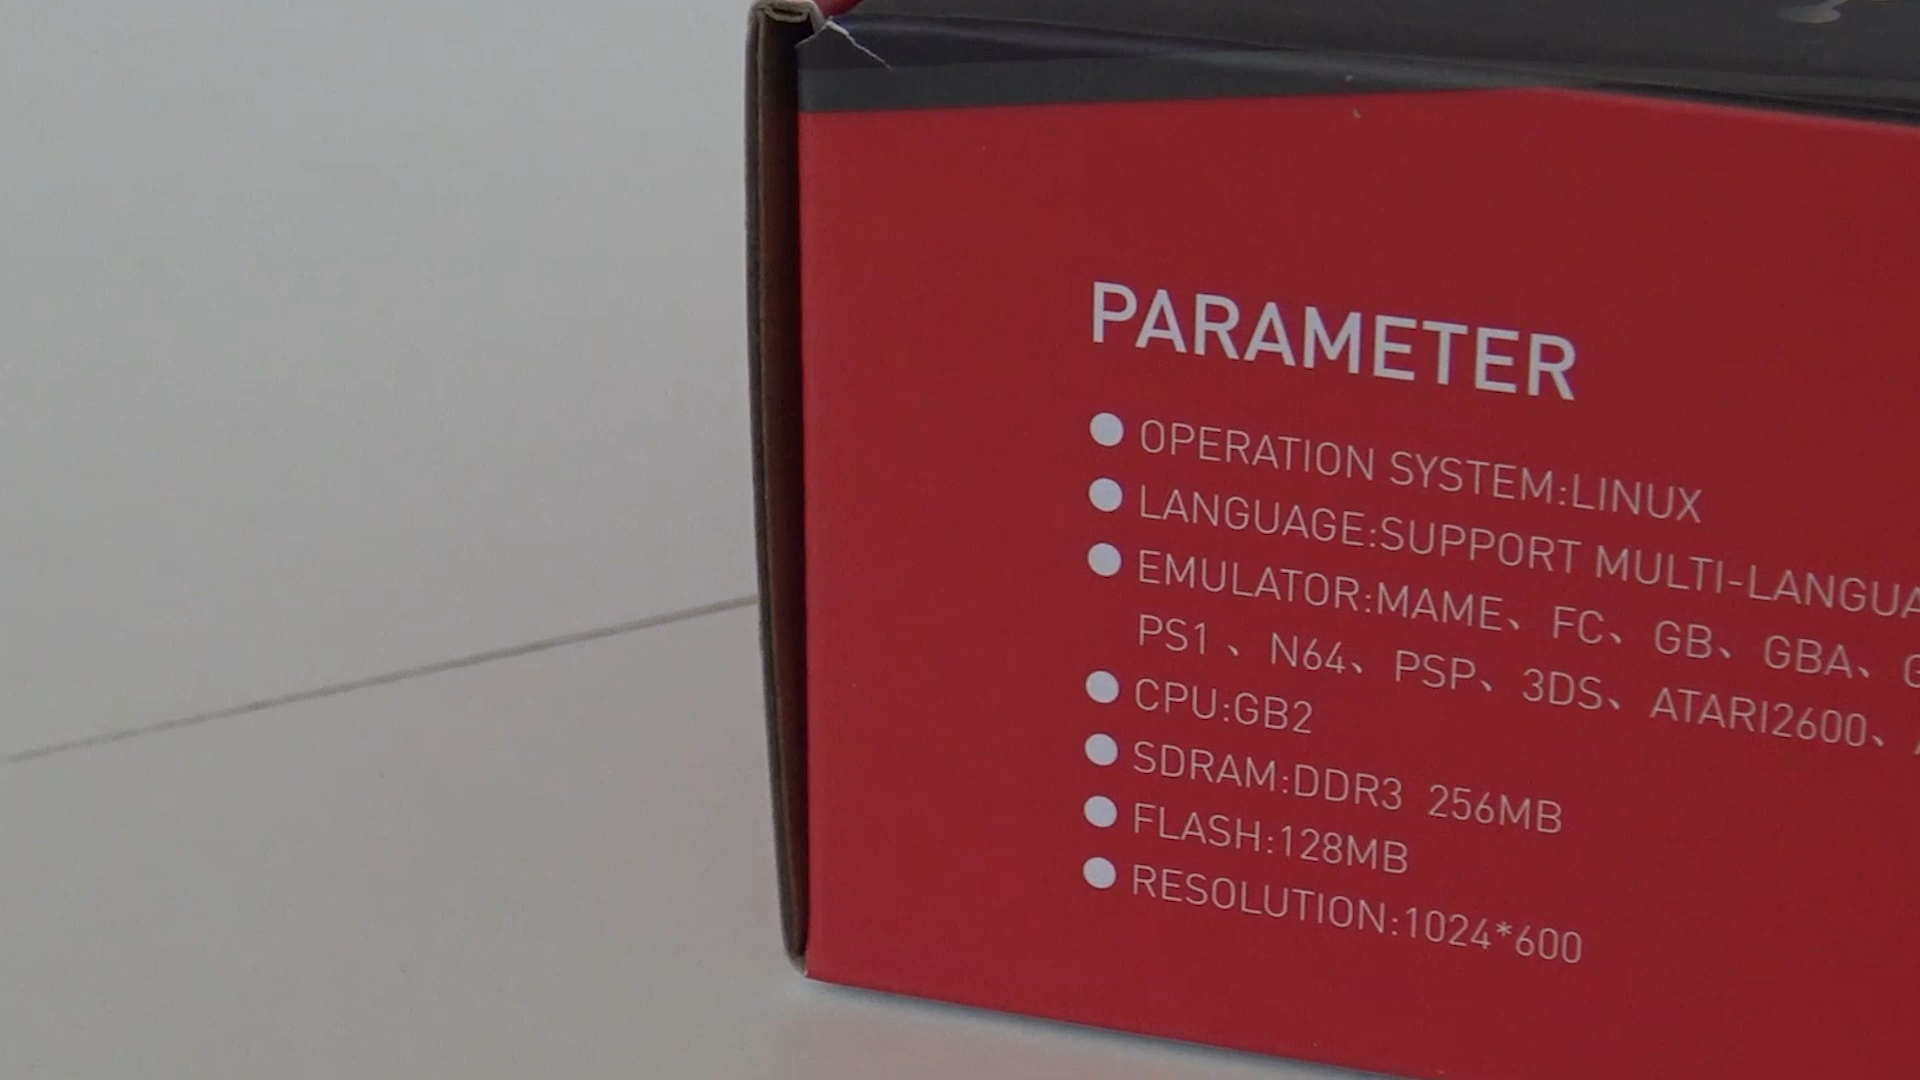 PARAMETER
OPERATION SYSTEM:LINUX
LANGUAGE:SUPPORT MULTI-LANGUA
EMULATOR:MAME、FC、GB、GBA、G
PS1、N64、PSP、3DS、ATARI2600、
CPU:GB2
SDRAM:DDR3 256MB
FLASH:128MB
RESOLUTION:1024*600